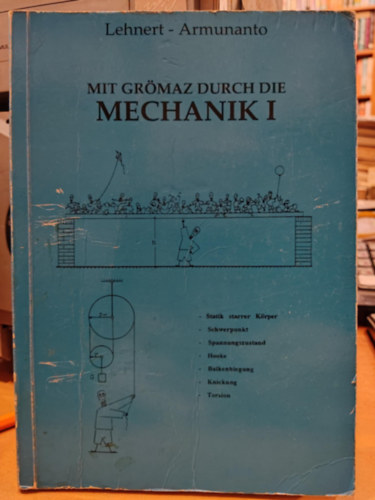 Lehnert - Armunanto
MIT GRÖMAZ DURCH DIE
MECHANIK I
- Statik starrer Körper
- Schwerpunkt
- Spannungszustand
- Hooke
- Balkenbiegung
- Knickung
- Torsion